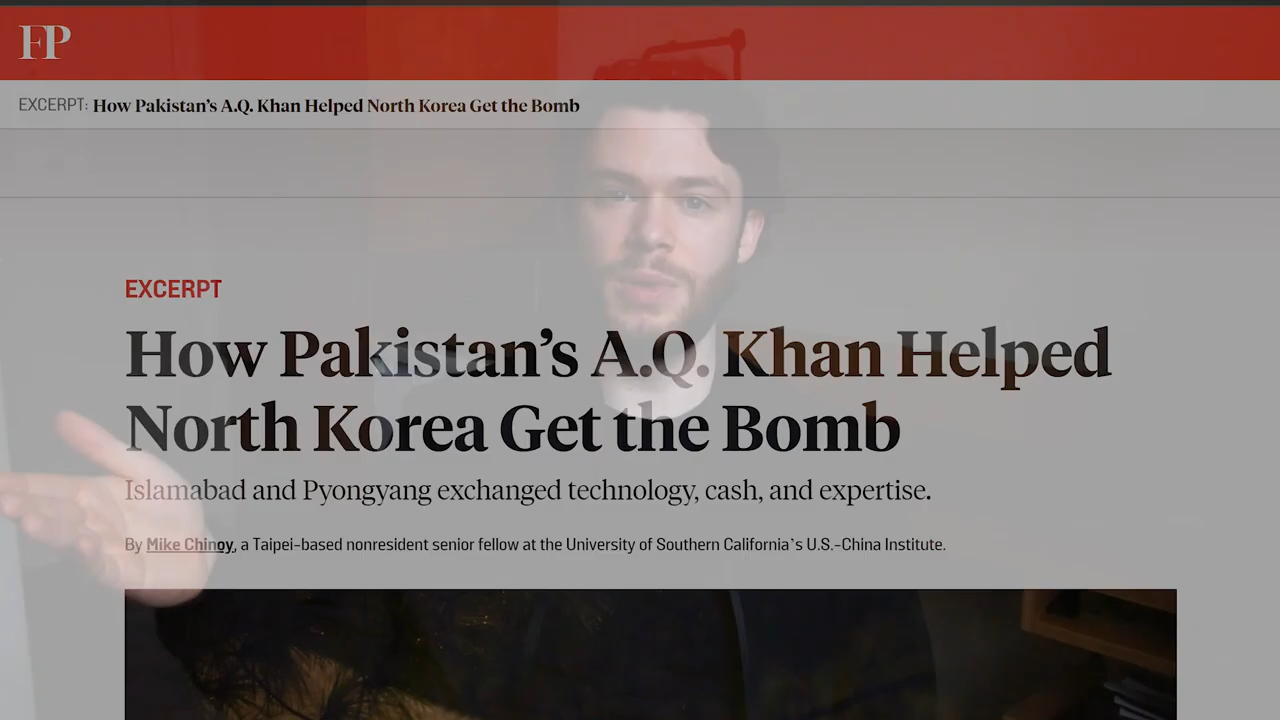 FP
EXCERPT: How Pakistan's A.Q. Khan Helped North Korea Get the Bomb
EXCERPT
How Pakistan's A.Q. Khan Helped
North Korea Get the Bomb
Islamabad and Pyongyang exchanged technology, cash, and expertise.
By Mike Chinoy, a Taipei-based nonresident senior fellow at the University of Southern California's U.S.-China Institute.